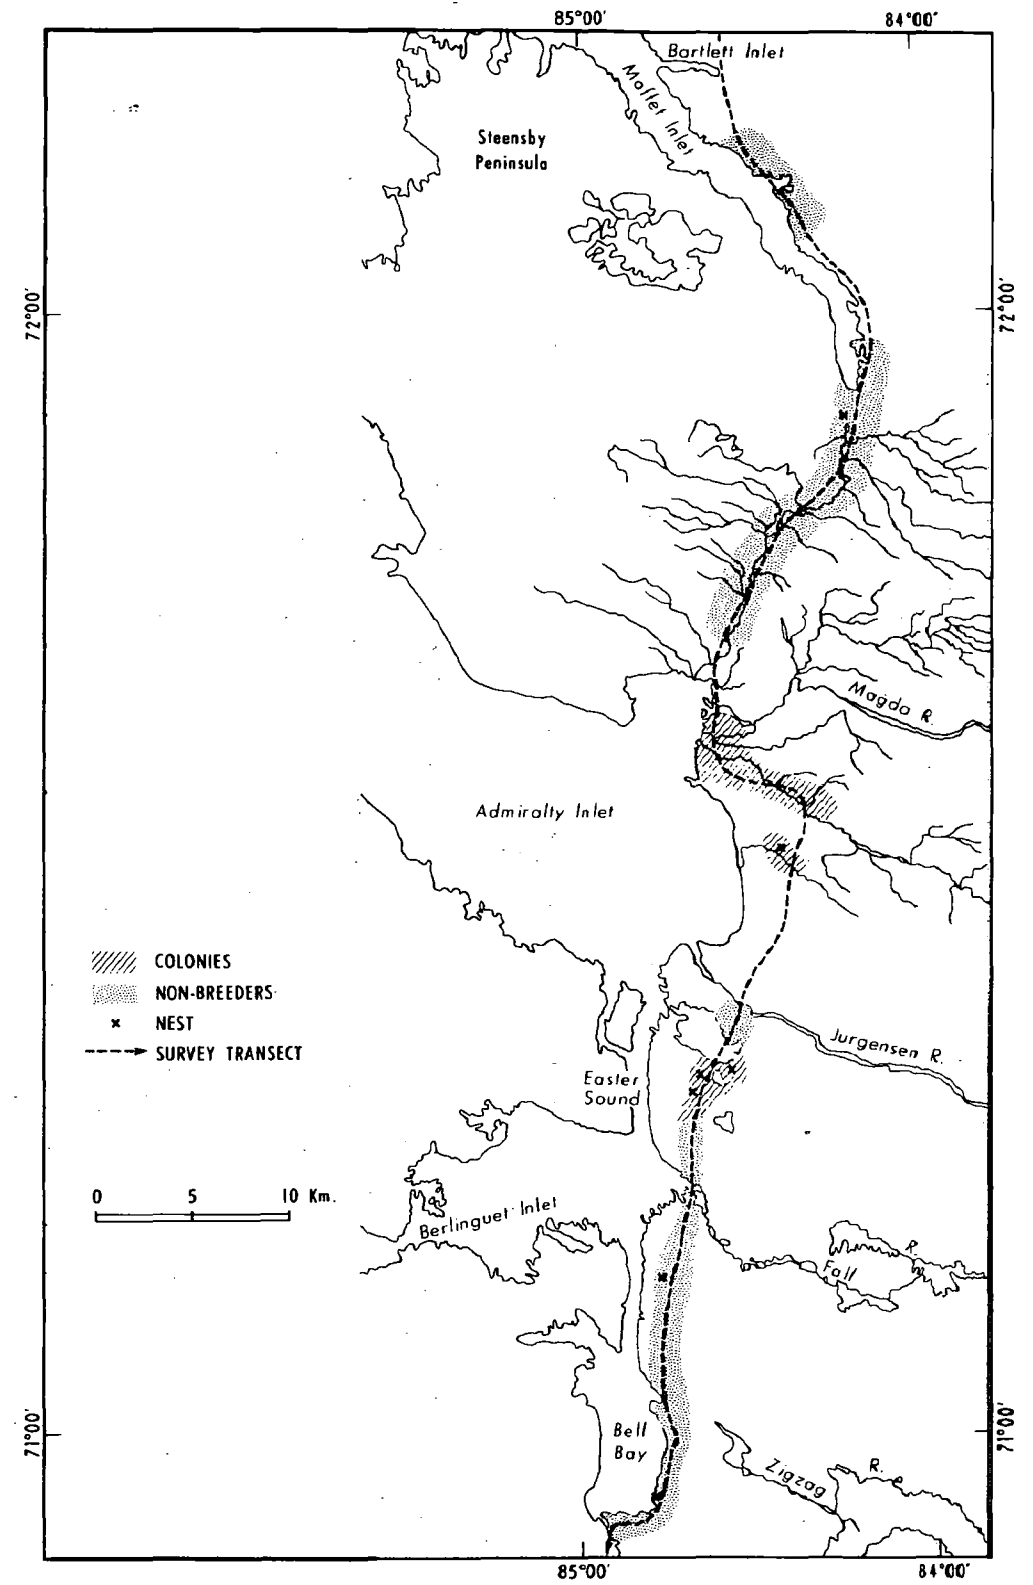 85°00' 84°00'
Bartlett Inlet
Moffet Inlet
Steensby
Peninsula
72°00' 72°00'
Magda R.
Admiralty Inlet
COLONIES
NON-BREEDERS
NEST
SURVEY TRANSECT
Jurgensen R.
Easter
Sound
0 5 10 Km.
Berlinguet Inlet
Fall R.
71°00' 71°00'
Bell
Bay
Zigzag R.
85°00' 84°00'